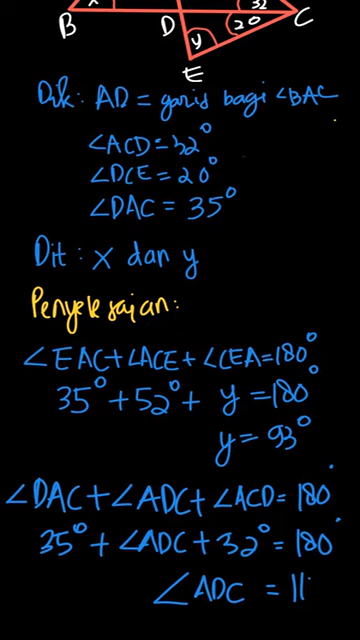 x 32
B D 20 C
y
E
Dik: AD = garis bagi ∠BAC
∠ACD = 32°
∠DCE = 20°
∠DAC = 35°
Dit : x dan y
Penyelesaian:
∠EAC + ∠ACE + ∠CEA = 180°
35° + 52° + y = 180°
y = 93°
∠DAC + ∠ADC + ∠ACD = 180°
35° + ∠ADC + 32° = 180°
∠ADC = 11